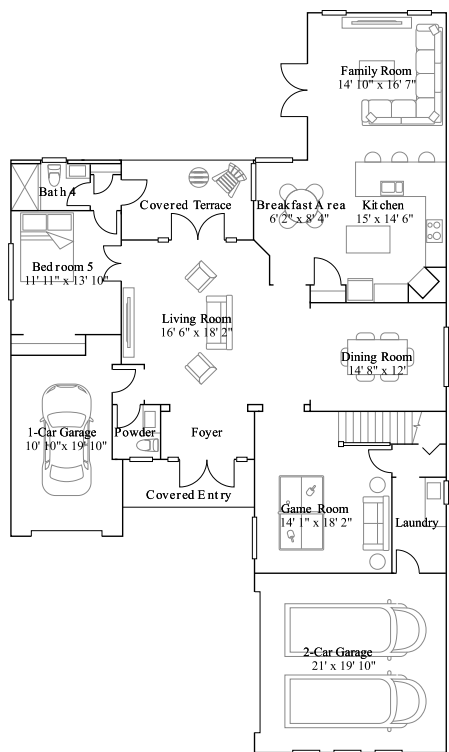 Family Room
14' 10" x 16' 7"
Bath 4
Covered Terrace
Breakfast Area
6' 2" x 8' 4"
Kitchen
15' x 14' 6"
Bedroom 5
11' 11" x 13' 10"
Living Room
16' 6" x 18' 2"
Dining Room
14' 8" x 12'
1-Car Garage
10' 10" x 19' 10"
Powder
Foyer
Covered Entry
Game Room
14' 1" x 18' 2"
Laundry
2-Car Garage
21' x 19' 10"